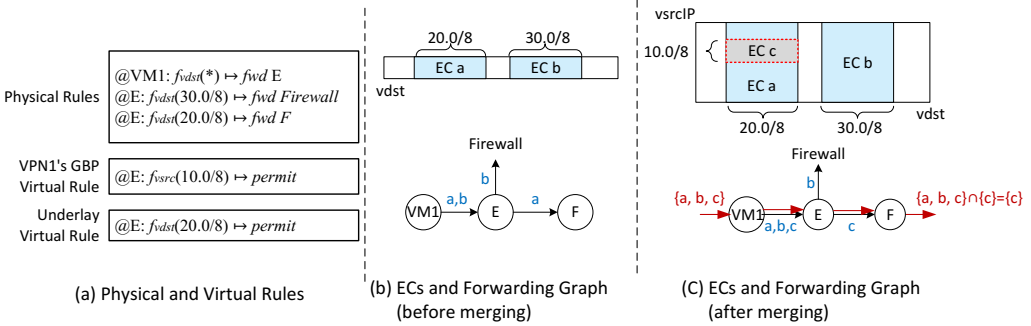 Physical Rules
@VM1: fvdst(*) ↦ fwd E
@E: fvdst(30.0/8) ↦ fwd Firewall
@E: fvdst(20.0/8) ↦ fwd F
VPN1's GBP
Virtual Rule
@E: fvsrc(10.0/8) ↦ permit
Underlay
Virtual Rule
@E: fvdst(20.0/8) ↦ permit
(a) Physical and Virtual Rules
20.0/8
30.0/8
EC a
EC b
vdst
Firewall
b
a,b
a
VM1
E
F
(b) ECs and Forwarding Graph
(before merging)
vsrcIP
10.0/8
EC c
EC a
EC b
vdst
20.0/8
30.0/8
Firewall
b
{a, b, c}
{a, b, c}∩{c}={c}
VM1
E
F
a,b,c
c
(C) ECs and Forwarding Graph
(after merging)